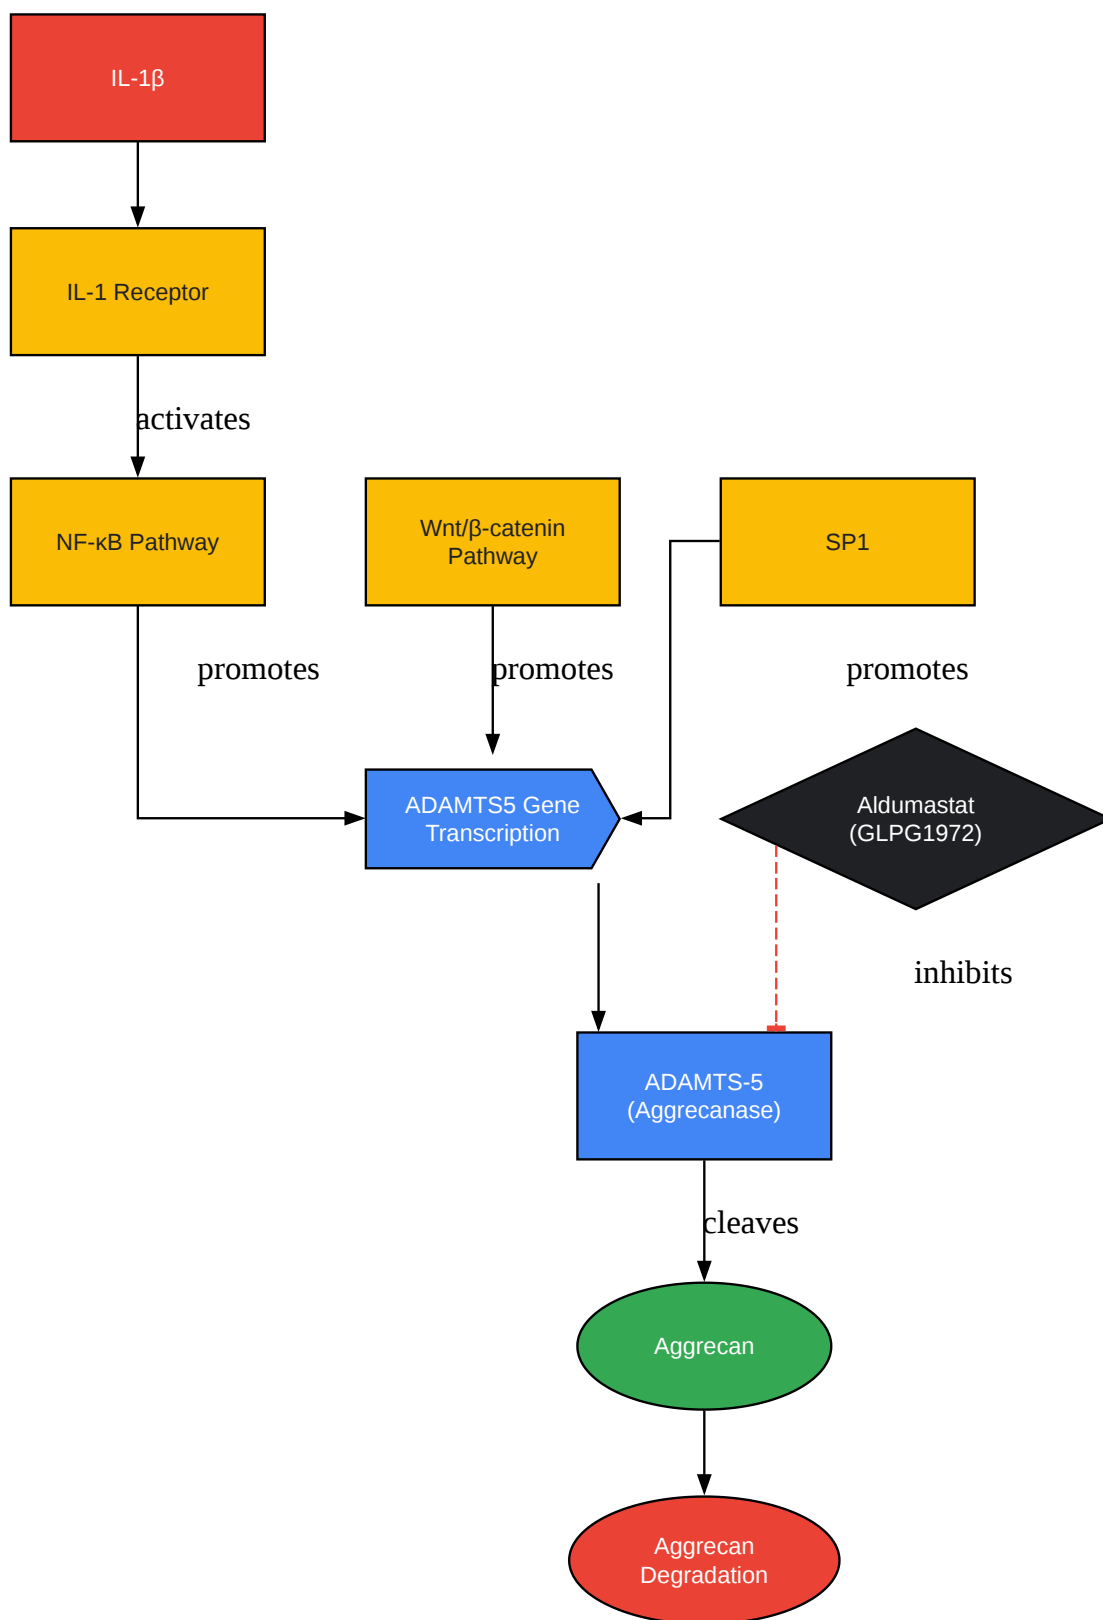 IL-1β
IL-1 Receptor
activates
NF-κB Pathway
Wnt/β-catenin
Pathway
SP1
promotes
promotes
promotes
ADAMTS5 Gene
Transcription
Aldumastat
(GLPG1972)
inhibits
ADAMTS-5
(Aggrecanase)
cleaves
Aggrecan
Aggrecan
Degradation